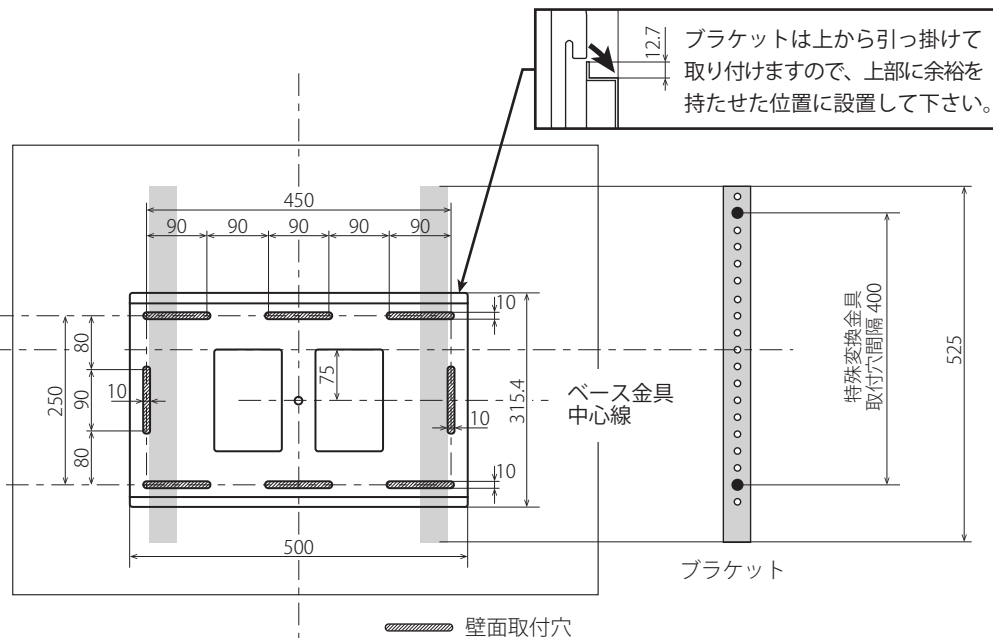 12.7
ブラケットは上から引っ掛けて
取り付けますので、上部に余裕を
持たせた位置に設置して下さい。
450
90 90 90 90 90
10
80
250
90
10
80
75
10
10
315.4
500
ベース金具
中心線
特殊変換金具
取付穴間隔 400
525
ブラケット
壁面取付穴